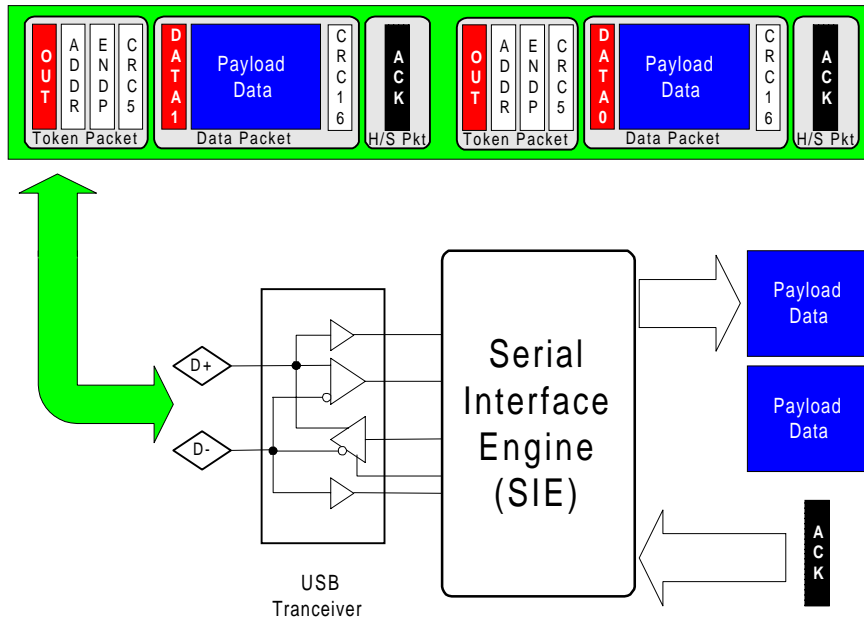 OUT
ADDR
ENDP
CRC5
Token Packet
DATA1
Payload
Data
CRC16
Data Packet
ACK
H/S Pkt
OUT
ADDR
ENDP
CRC5
Token Packet
DATA0
Payload
Data
CRC16
Data Packet
ACK
H/S Pkt
D+
D-
USB
Tranceiver
Serial
Interface
Engine
(SIE)
Payload
Data
Payload
Data
ACK